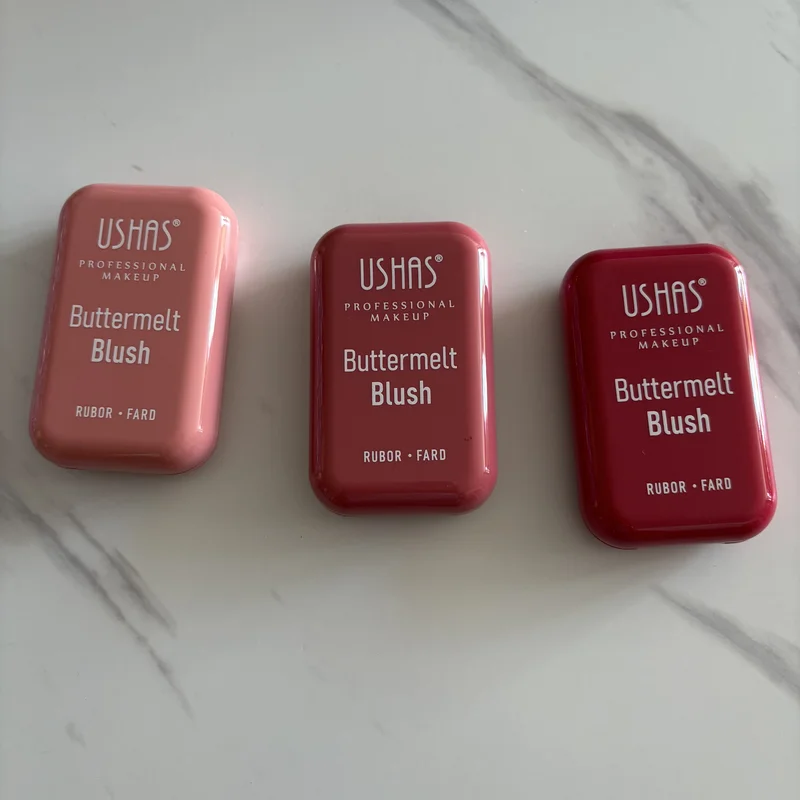 USHAS®
PROFESSIONAL
MAKEUP
Buttermelt
Blush
RUBOR • FARD
USHAS®
PROFESSIONAL
MAKEUP
Buttermelt
Blush
RUBOR • FARD
USHAS®
PROFESSIONAL
MAKEUP
Buttermelt
Blush
RUBOR • FARD